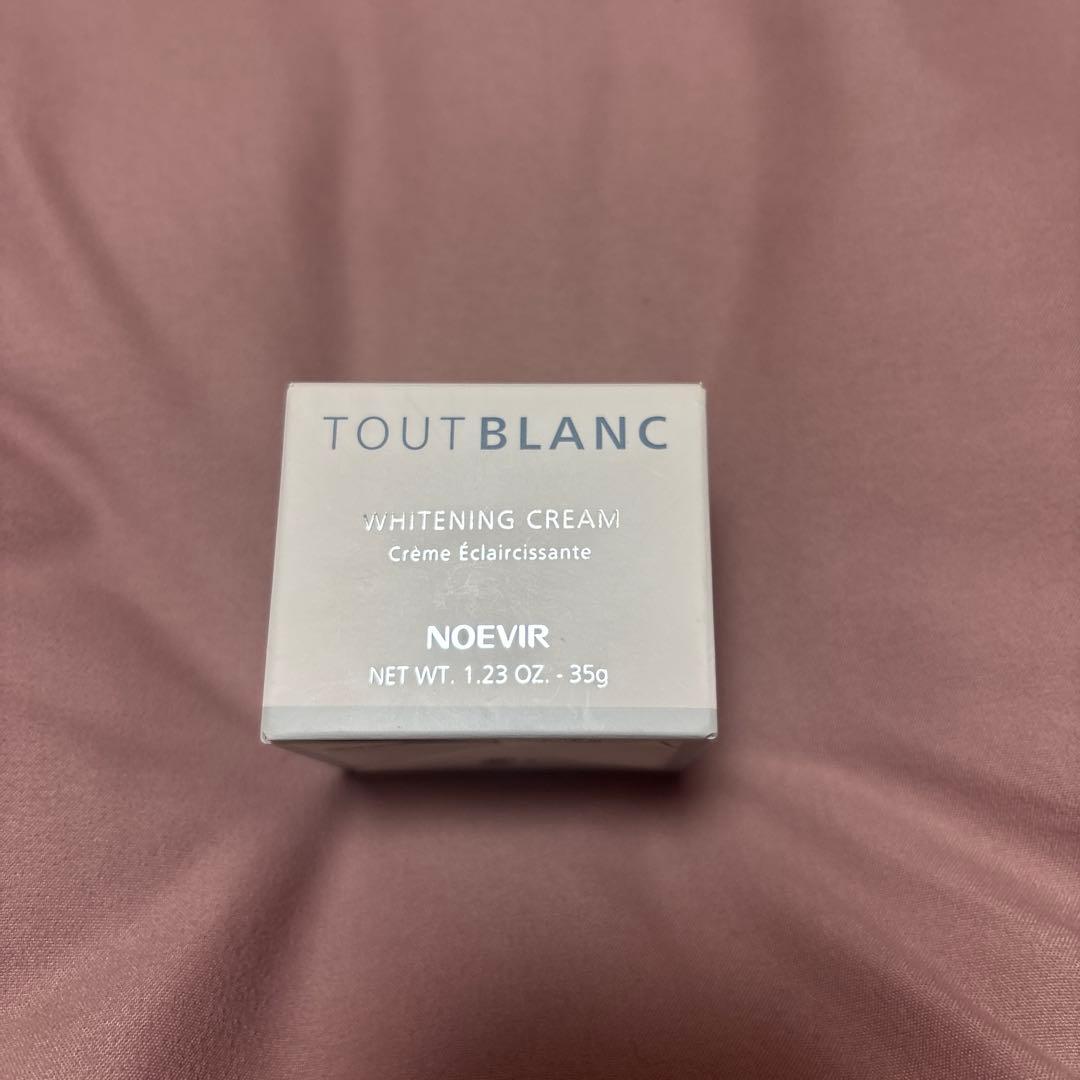 TOUTBLANC
WHITENING CREAM
Crème Éclaircissante
NOEVIR
NET WT. 1.23 OZ. - 35g